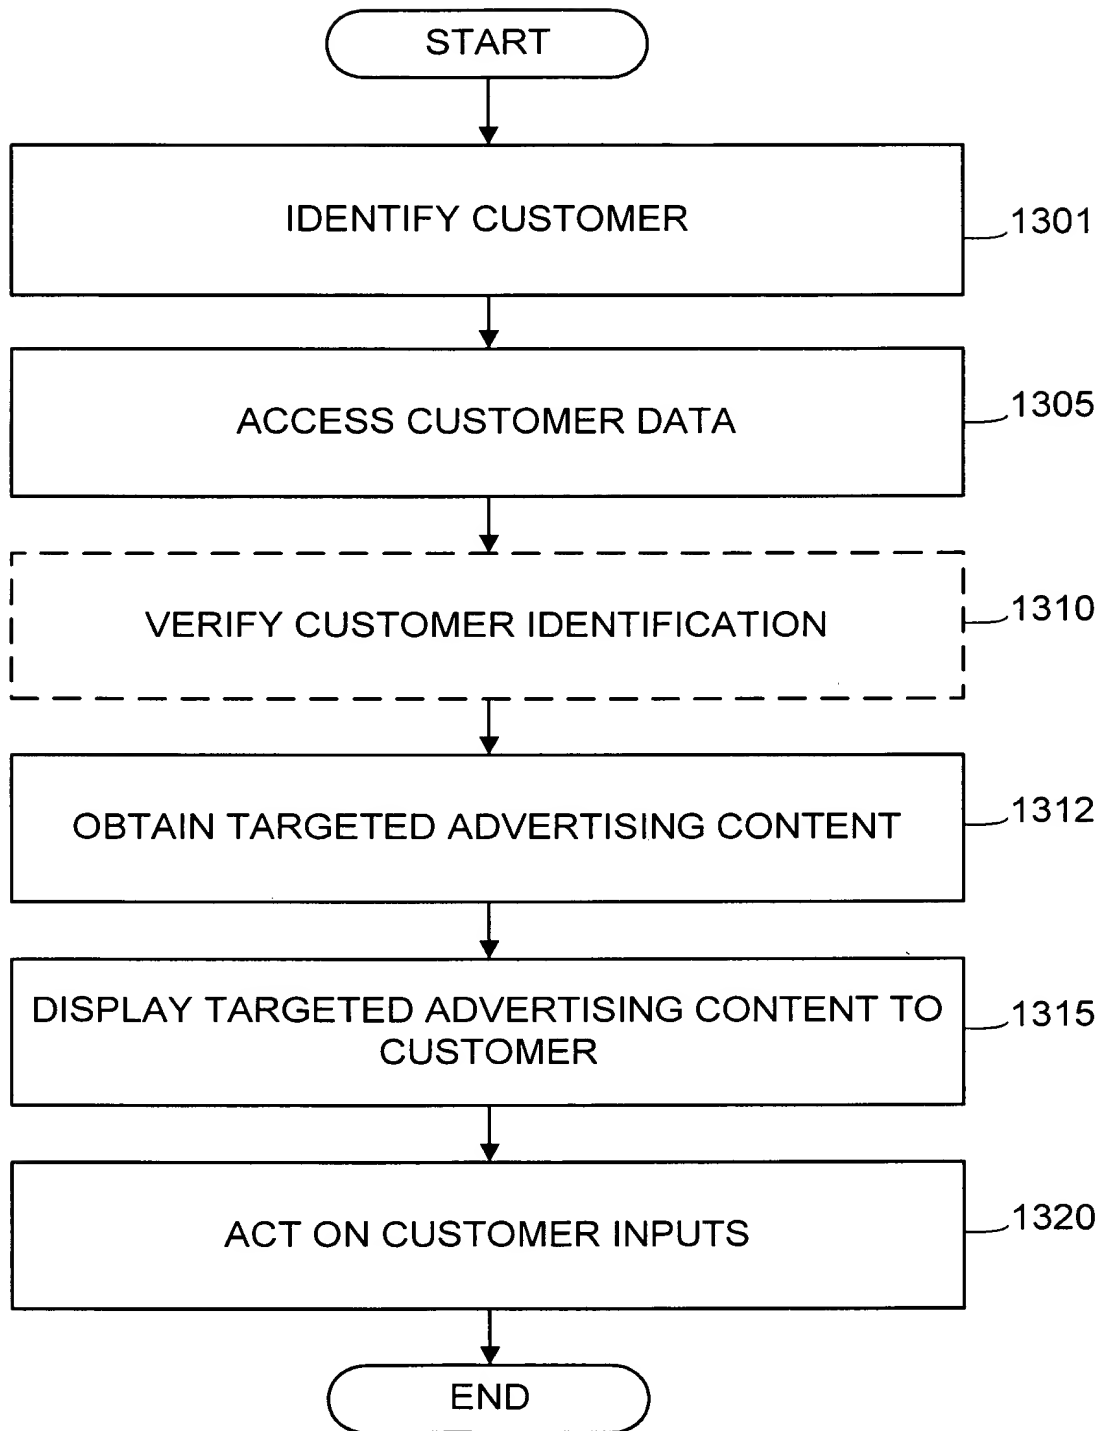 START
IDENTIFY CUSTOMER
1301
ACCESS CUSTOMER DATA
1305
VERIFY CUSTOMER IDENTIFICATION
1310
OBTAIN TARGETED ADVERTISING CONTENT
1312
DISPLAY TARGETED ADVERTISING CONTENT TO
CUSTOMER
1315
ACT ON CUSTOMER INPUTS
1320
END